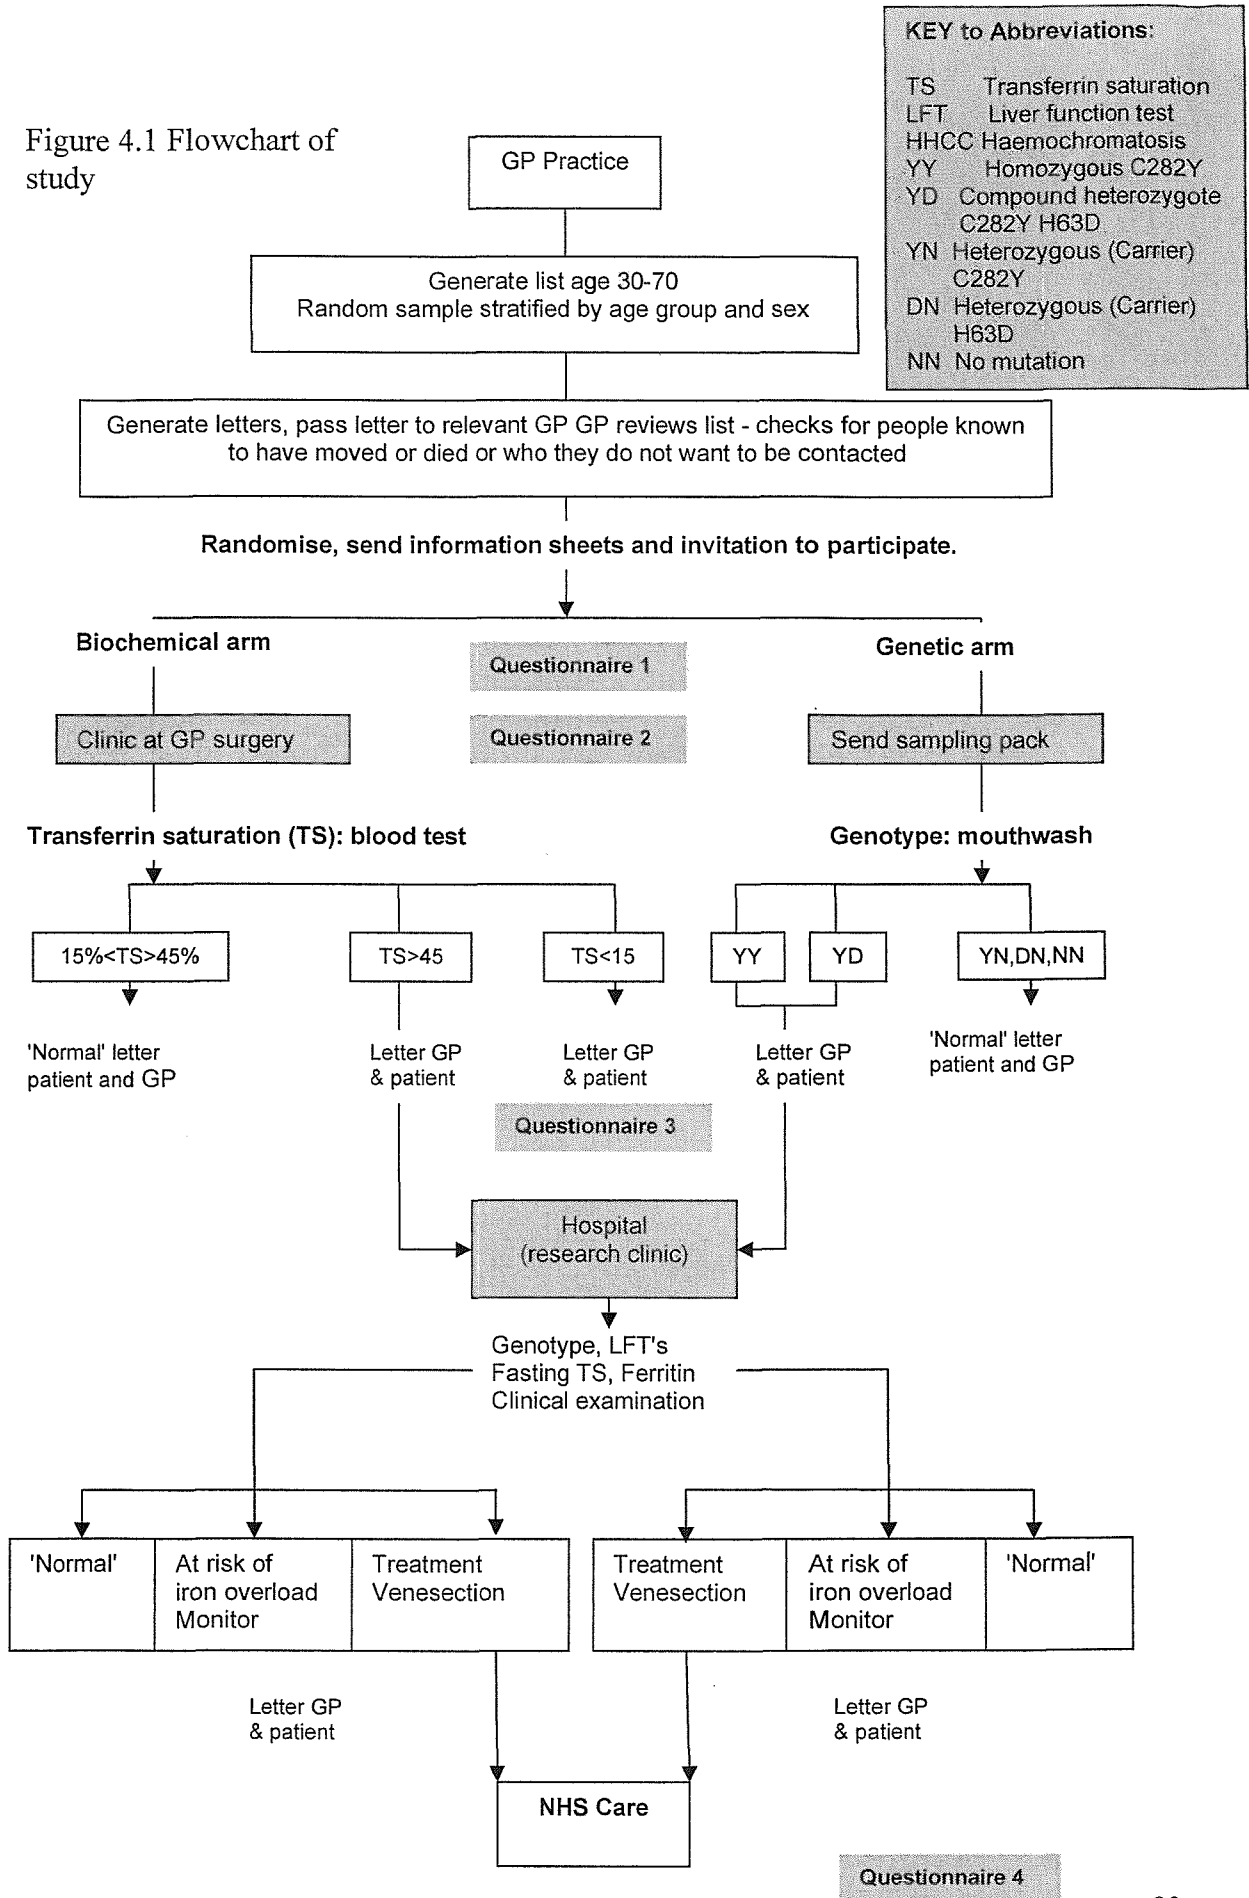 KEY to Abbreviations:
TS Transferrin saturation
LFT Liver function test
HHCC Haemochromatosis
YY Homozygous C282Y
YD Compound heterozygote
C282Y H63D
YN Heterozygous (Carrier)
C282Y
DN Heterozygous (Carrier)
H63D
NN No mutation
Figure 4.1 Flowchart of
study
GP Practice
Generate list age 30-70
Random sample stratified by age group and sex
Generate letters, pass letter to relevant GP GP reviews list - checks for people known
to have moved or died or who they do not want to be contacted
Randomise, send information sheets and invitation to participate.
Biochemical arm
Questionnaire 1
Genetic arm
Clinic at GP surgery
Questionnaire 2
Send sampling pack
Transferrin saturation (TS): blood test
Genotype: mouthwash
15%<TS>45%
TS>45
TS<15
YY
YD
YN,DN,NN
'Normal' letter
patient and GP
Letter GP
& patient
Letter GP
& patient
Letter GP
& patient
'Normal' letter
patient and GP
Questionnaire 3
Hospital
(research clinic)
Genotype, LFT's
Fasting TS, Ferritin
Clinical examination
'Normal'
At risk of
iron overload
Monitor
Treatment
Venesection
Treatment
Venesection
At risk of
iron overload
Monitor
'Normal'
Letter GP
& patient
Letter GP
& patient
NHS Care
Questionnaire 4